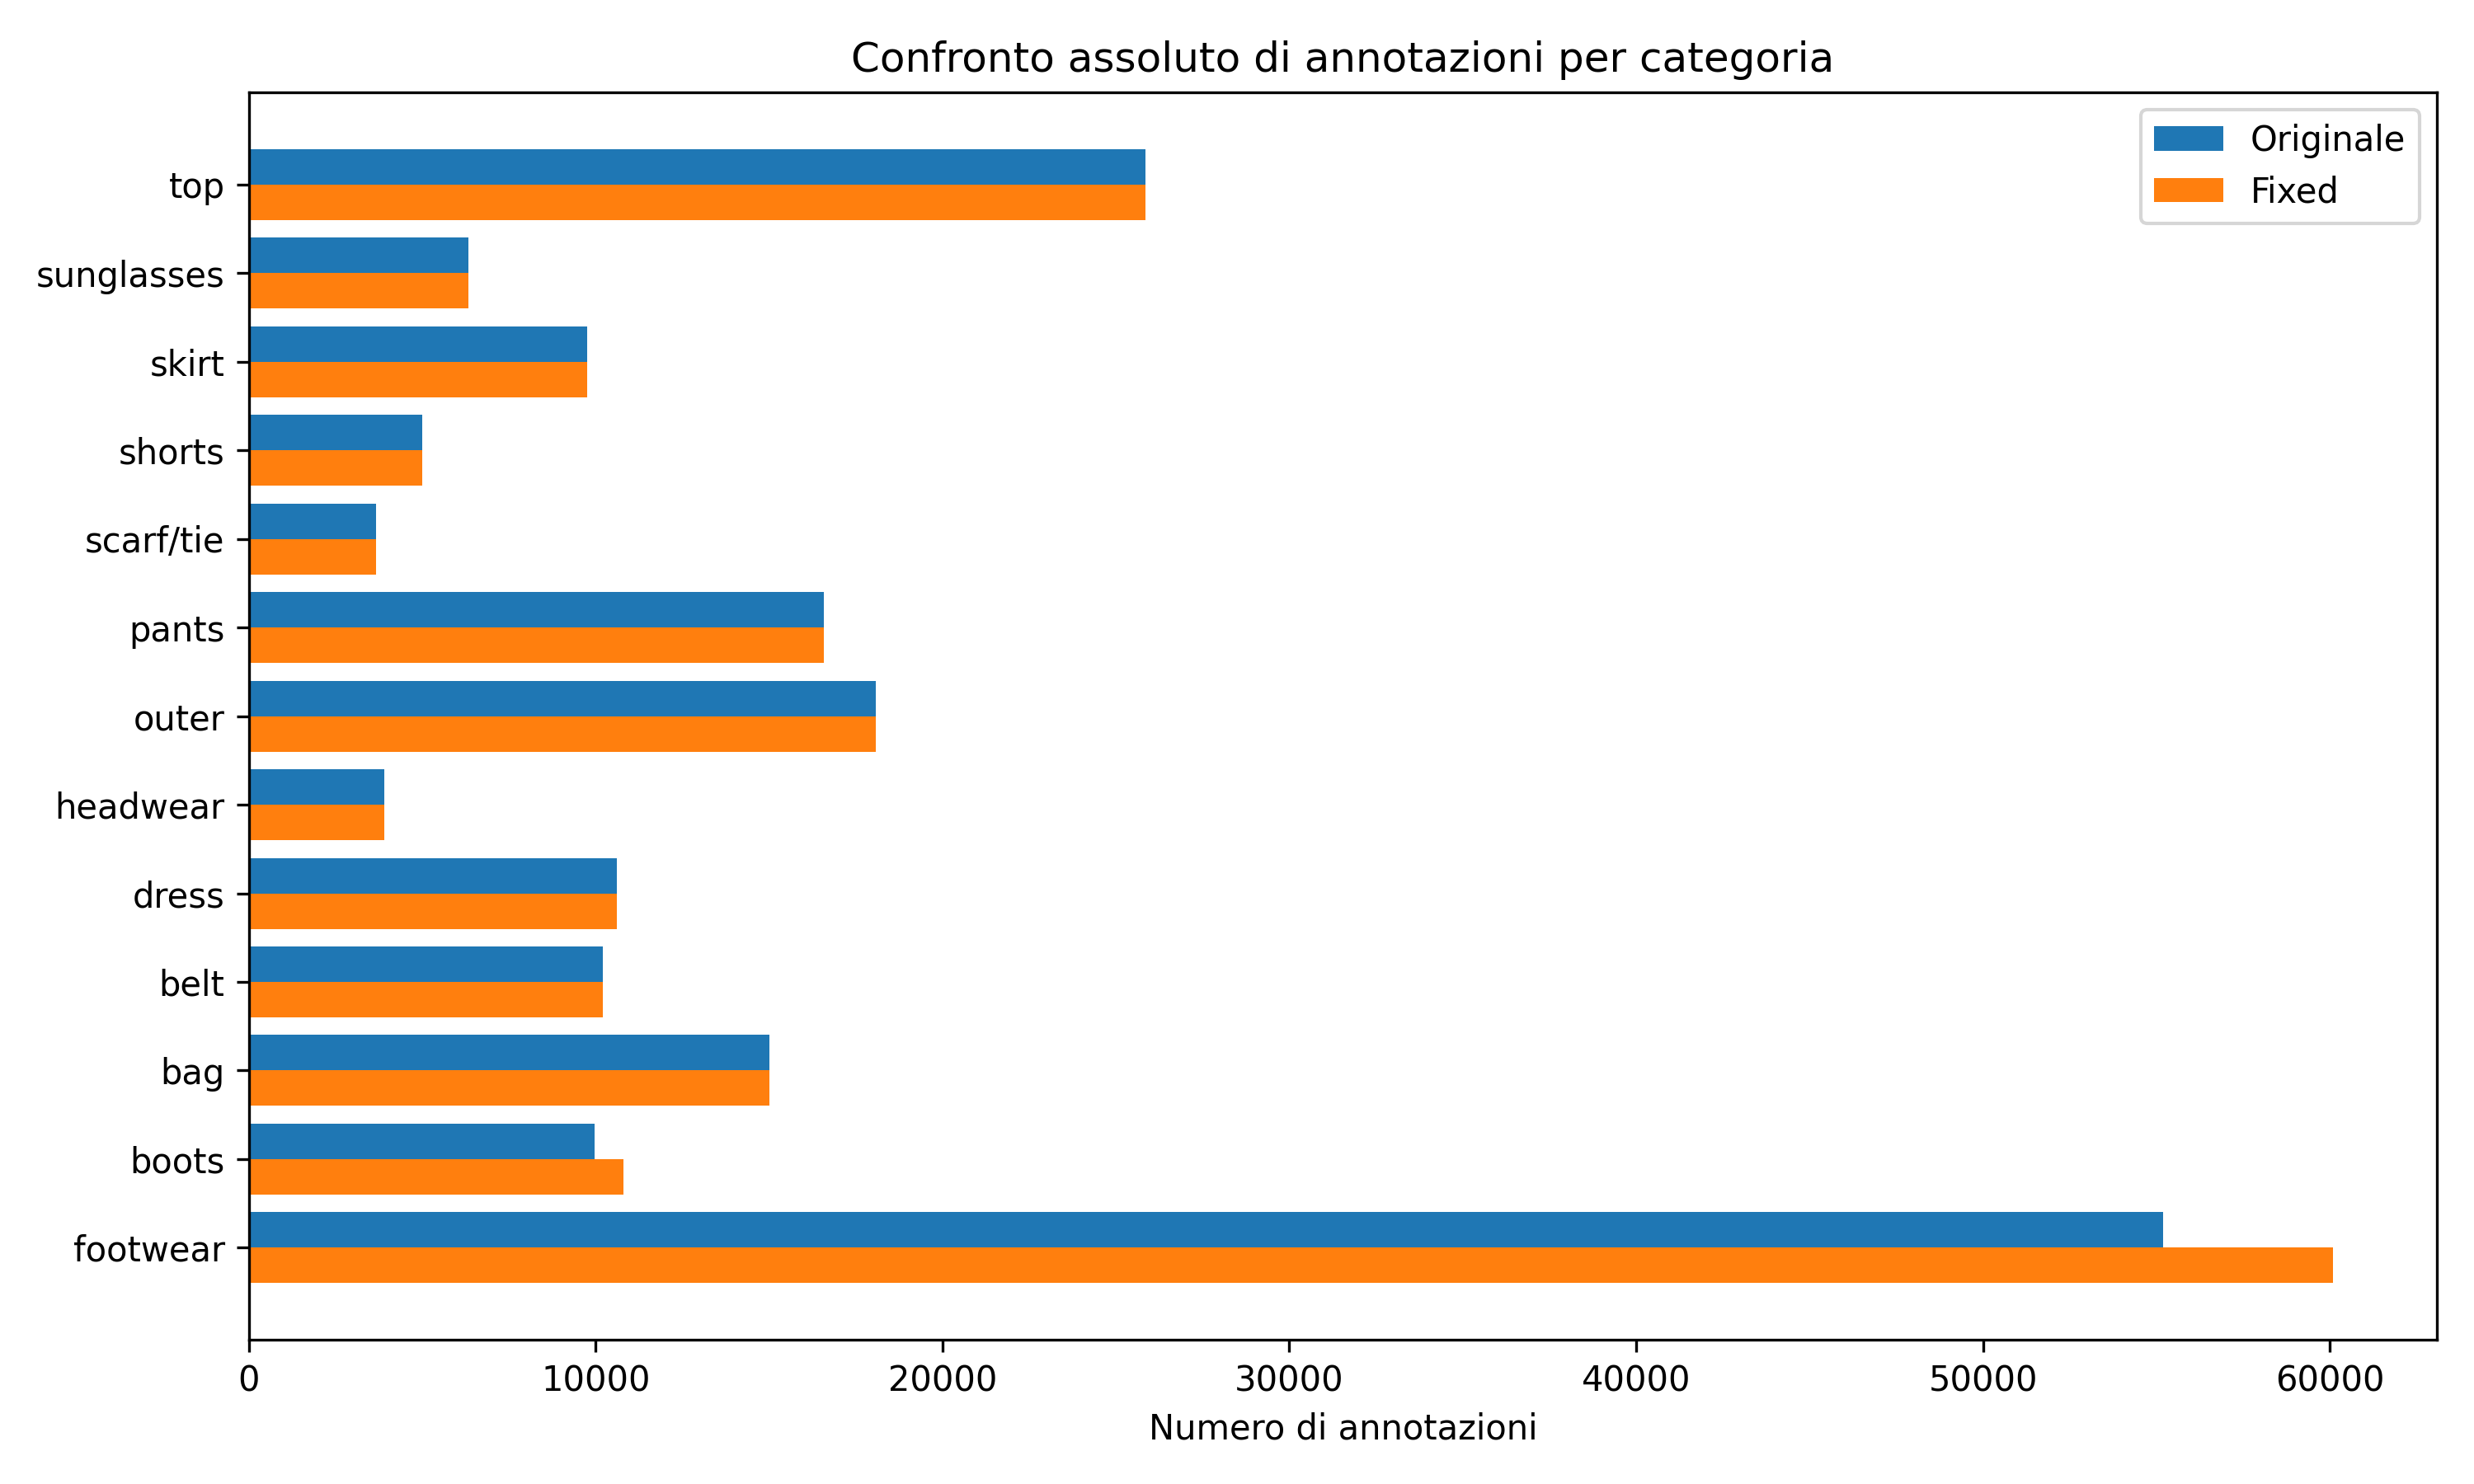 Confronto assoluto di annotazioni per categoria
Originale
Fixed
top
sunglasses
skirt
shorts
scarf/tie
pants
outer
headwear
dress
belt
bag
boots
footwear
0 10000 20000 30000 40000 50000 60000
Numero di annotazioni